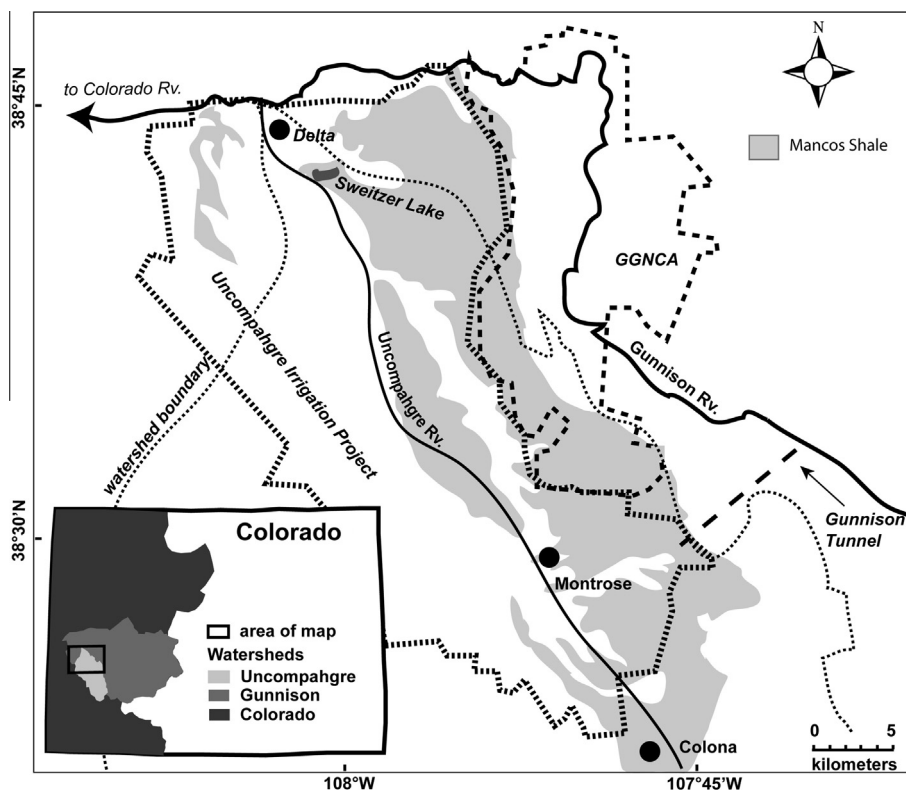 N
38°45'N
to Colorado Rv.
Delta
Mancos Shale
Sweitzer Lake
GGNCA
Uncompahgre Irrigation Project
watershed boundary
Uncompahgre Rv.
Gunnison Rv.
38°30'N
Gunnison
Tunnel
Montrose
Colona
Colorado
area of map
Watersheds
Uncompahgre
Gunnison
Colorado
0 5
kilometers
108°W
107°45'W